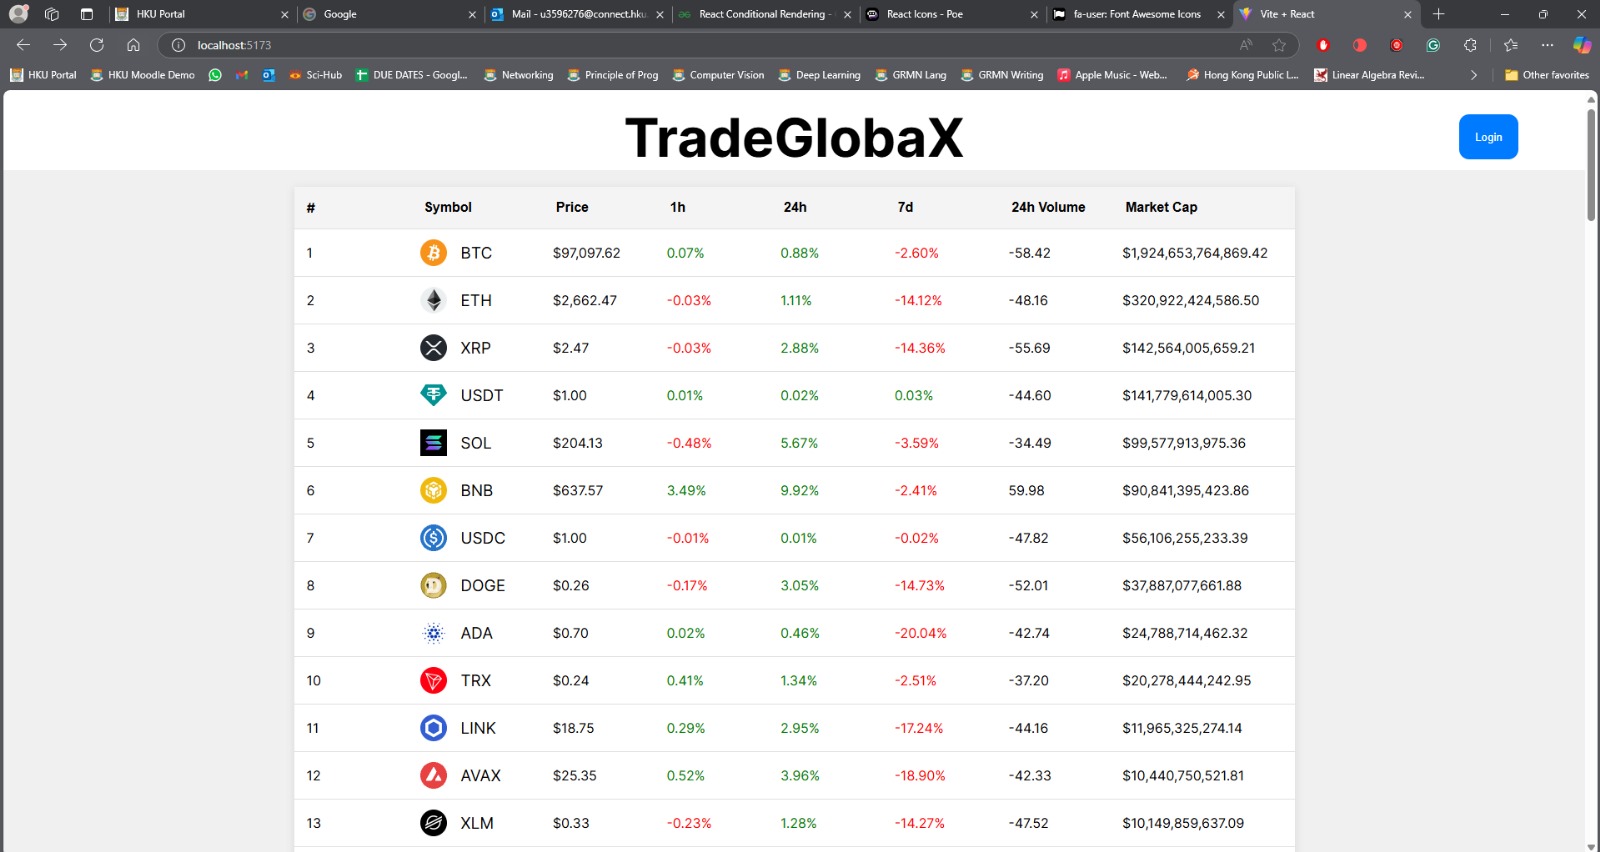 HKU Portal Google Mail - u3596276@connect.hku. React Conditional Rendering - React Icons - Poe fa-user: Font Awesome Icons Vite + React
localhost:5173
HKU Portal HKU Moodle Demo Sci-Hub DUE DATES - Googl... Networking Principle of Prog Computer Vision Deep Learning GRMN Lang GRMN Writing Apple Music - Web... Hong Kong Public L... Linear Algebra Revi... Other favorites
TradeGlobaX
Login
# Symbol Price 1h 24h 7d 24h Volume Market Cap
1 BTC $97,097.62 0.07% 0.88% -2.60% -58.42 $1,924,653,764,869.42
2 ETH $2,662.47 -0.03% 1.11% -14.12% -48.16 $320,922,424,586.50
3 XRP $2.47 -0.03% 2.88% -14.36% -55.69 $142,564,005,659.21
4 USDT $1.00 0.01% 0.02% 0.03% -44.60 $141,779,614,005.30
5 SOL $204.13 -0.48% 5.67% -3.59% -34.49 $99,577,913,975.36
6 BNB $637.57 3.49% 9.92% -2.41% 59.98 $90,841,395,423.86
7 USDC $1.00 -0.01% 0.01% -0.02% -47.82 $56,106,255,233.39
8 DOGE $0.26 -0.17% 3.05% -14.73% -52.01 $37,887,077,661.88
9 ADA $0.70 0.02% 0.46% -20.04% -42.74 $24,788,714,462.32
10 TRX $0.24 0.41% 1.34% -2.51% -37.20 $20,278,444,242.95
11 LINK $18.75 0.29% 2.95% -17.24% -44.16 $11,965,325,274.14
12 AVAX $25.35 0.52% 3.96% -18.90% -42.33 $10,440,750,521.81
13 XLM $0.33 -0.23% 1.28% -14.27% -47.52 $10,149,859,637.09